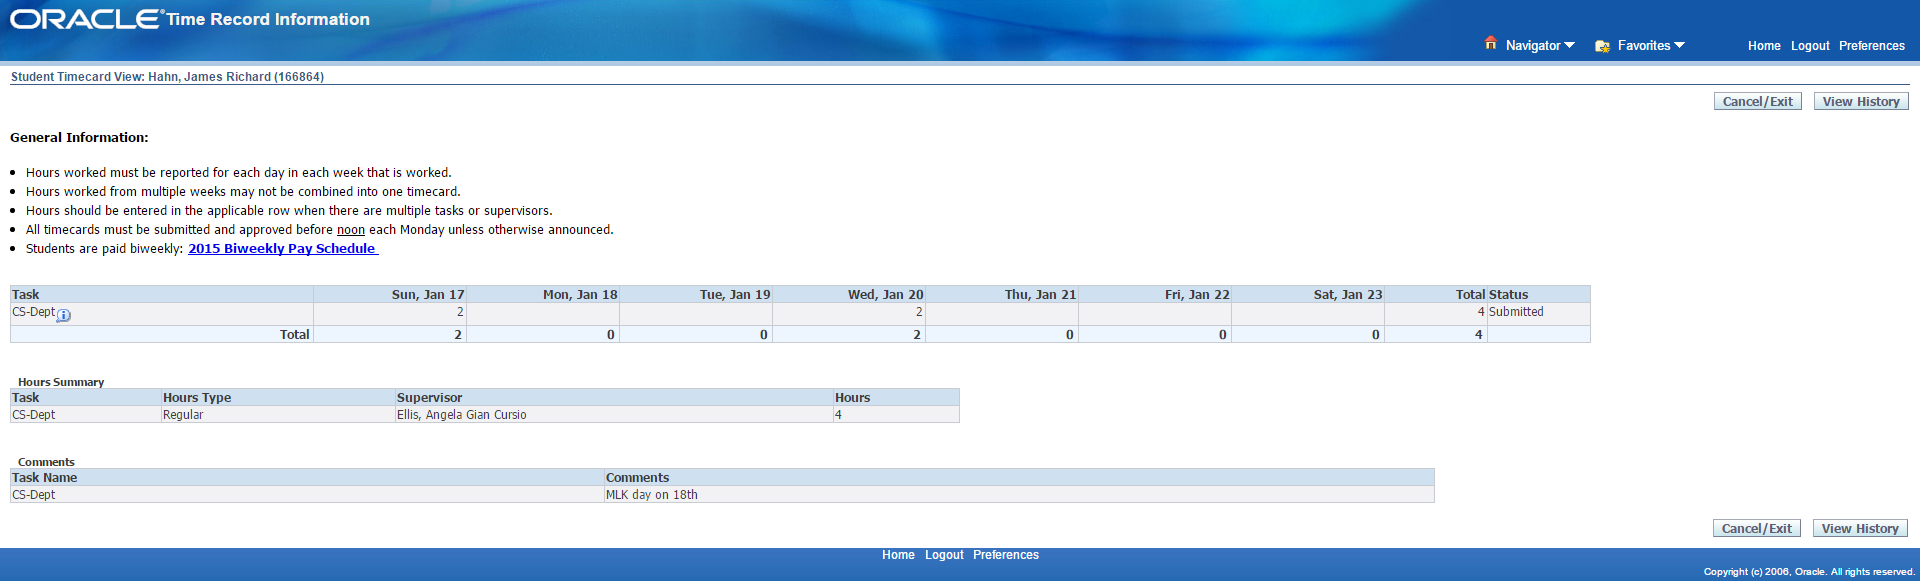 ORACLE® Time Record Information
Navigator Favorites Home Logout Preferences
Student Timecard View: Hahn, James Richard (166864)
Cancel/Exit View History
General Information:
• Hours worked must be reported for each day in each week that is worked.
• Hours worked from multiple weeks may not be combined into one timecard.
• Hours should be entered in the applicable row when there are multiple tasks or supervisors.
• All timecards must be submitted and approved before noon each Monday unless otherwise announced.
• Students are paid biweekly: 2015 Biweekly Pay Schedule
Task Sun, Jan 17 Mon, Jan 18 Tue, Jan 19 Wed, Jan 20 Thu, Jan 21 Fri, Jan 22 Sat, Jan 23 Total Status
CS-Dept i 2 2 4 Submitted
Total 2 0 0 2 0 0 0 4
Hours Summary
Task Hours Type Supervisor Hours
CS-Dept Regular Ellis, Angela Gian Cursio 4
Comments
Task Name Comments
CS-Dept MLK day on 18th
Cancel/Exit View History
Home Logout Preferences
Copyright (c) 2006, Oracle. All rights reserved.